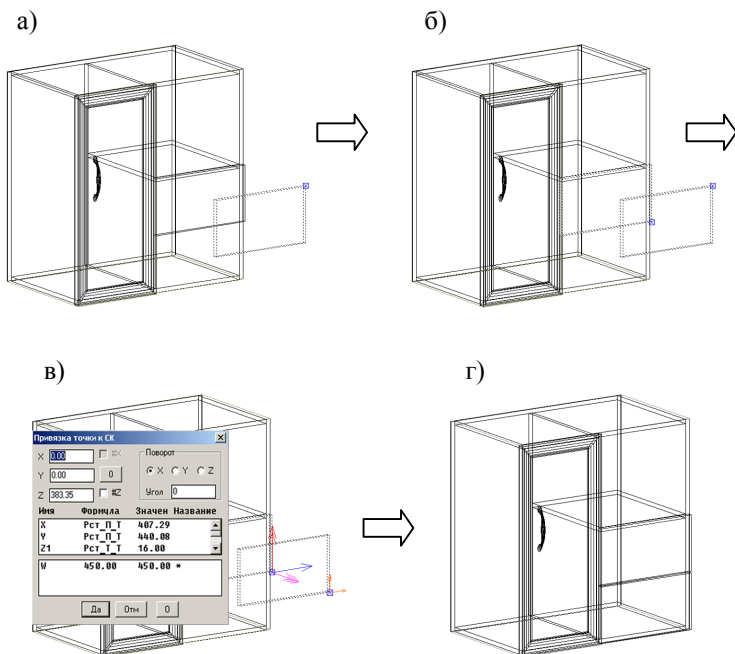 а)
б)
в)
г)
Привязка точки к СК
X 0.00 #X
Y 0.00 0
Z 383.35 #Z
Поворот
X Y Z
Угол 0
Имя Формула Значен Название
X Рст_П_Т 407.29
Y Рст_П_Т 440.08
Z1 Рст_Т_Т 16.00
W 450.00 450.00 *
Да Отм 0